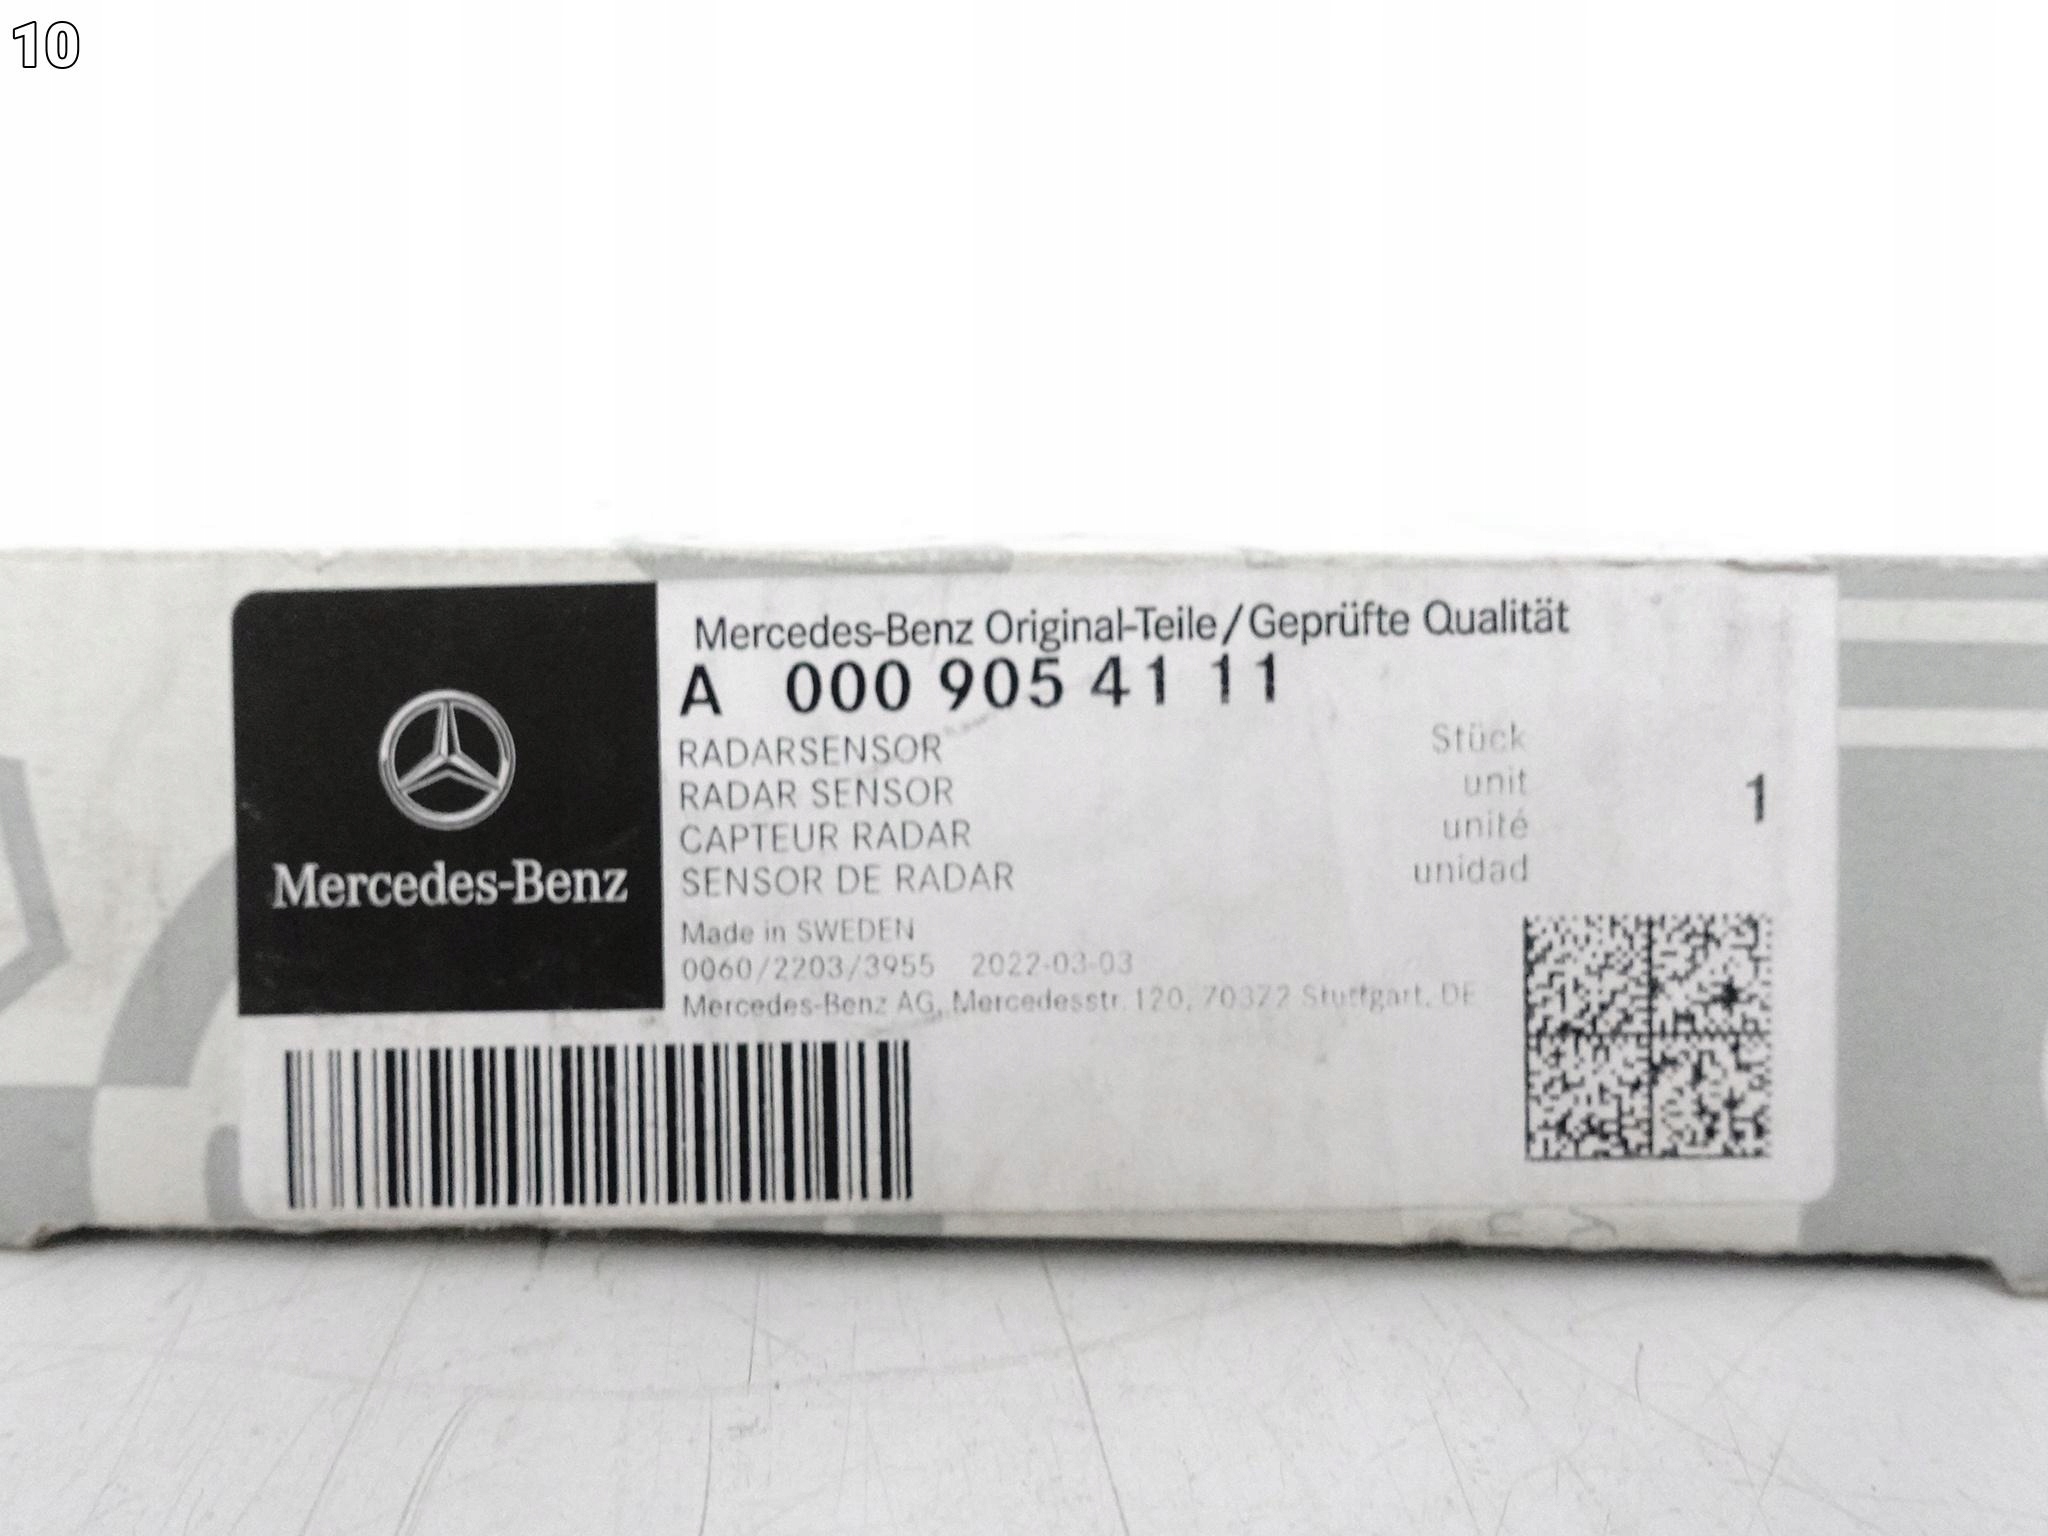 10
Mercedes-Benz
Mercedes-Benz Original-Teile/Geprüfte Qualität
A 000 905 41 11
RADARSENSOR
RADAR SENSOR
CAPTEUR RADAR
SENSOR DE RADAR
Stück
unit
unité
unidad
1
Made in SWEDEN
0060/2203/3955 2022-03-03
Mercedes-Benz AG, Mercedesstr. 120, 70372 Stuttgart, DE